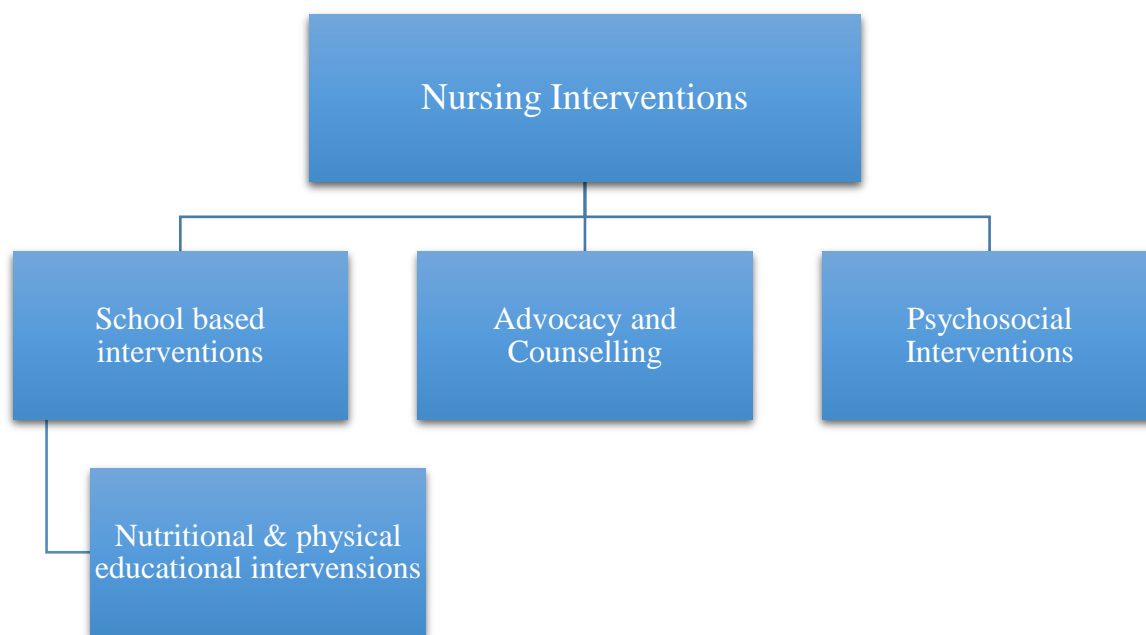 Nursing Interventions
School based
interventions
Advocacy and
Counselling
Psychosocial
Interventions
Nutritional & physical
educational intervensions